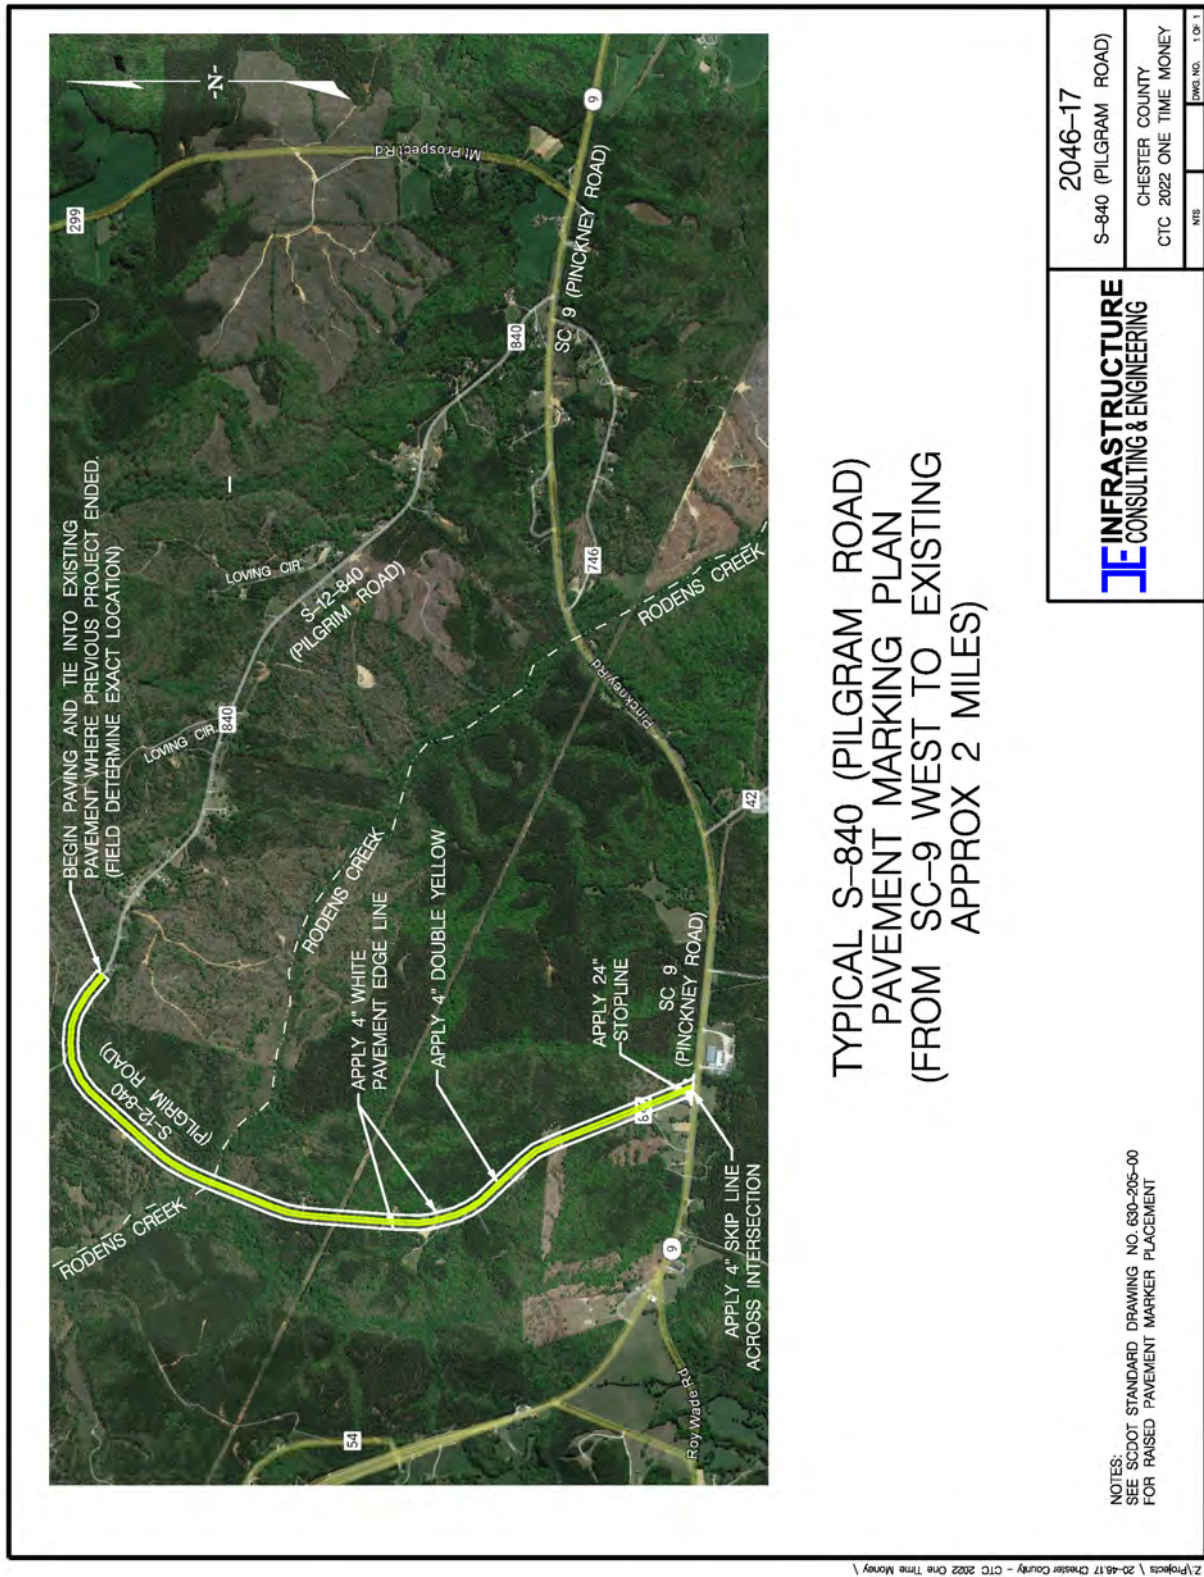 -N-
299
Mt Prospect Rd
9
BEGIN PAVING AND TIE INTO EXISTING
PAVEMENT WHERE PREVIOUS PROJECT ENDED.
(FIELD DETERMINE EXACT LOCATION)
LOVING CIR.
S-12-840
(PILGRIM ROAD)
840
SC 9 (PINCKNEY ROAD)
LOVING CIR.
840
746
RODENS CREEK
Pinckney Rd
42
RODENS CREEK
S-12-840
(PILGRIM ROAD)
RODENS CREEK
APPLY 4" WHITE
PAVEMENT EDGE LINE
APPLY 4" DOUBLE YELLOW
APPLY 24"
STOPLINE
SC 9
(PINCKNEY ROAD)
APPLY 4" SKIP LINE
ACROSS INTERSECTION
9
54
Roy Wade Rd
TYPICAL S-840 (PILGRAM ROAD)
PAVEMENT MARKING PLAN
(FROM SC-9 WEST TO EXISTING
APPROX 2 MILES)
NOTES:
SEE SCDOT STANDARD DRAWING NO. 630-205-00
FOR RAISED PAVEMENT MARKER PLACEMENT
INFRASTRUCTURE
CONSULTING & ENGINEERING
2046-17
S-840 (PILGRAM ROAD)
CHESTER COUNTY
CTC 2022 ONE TIME MONEY
NTS
DWG. NO. 1 OF 1
Z:\Projects \ 20-46.17 Chester County - CTC 2022 One Time Money \